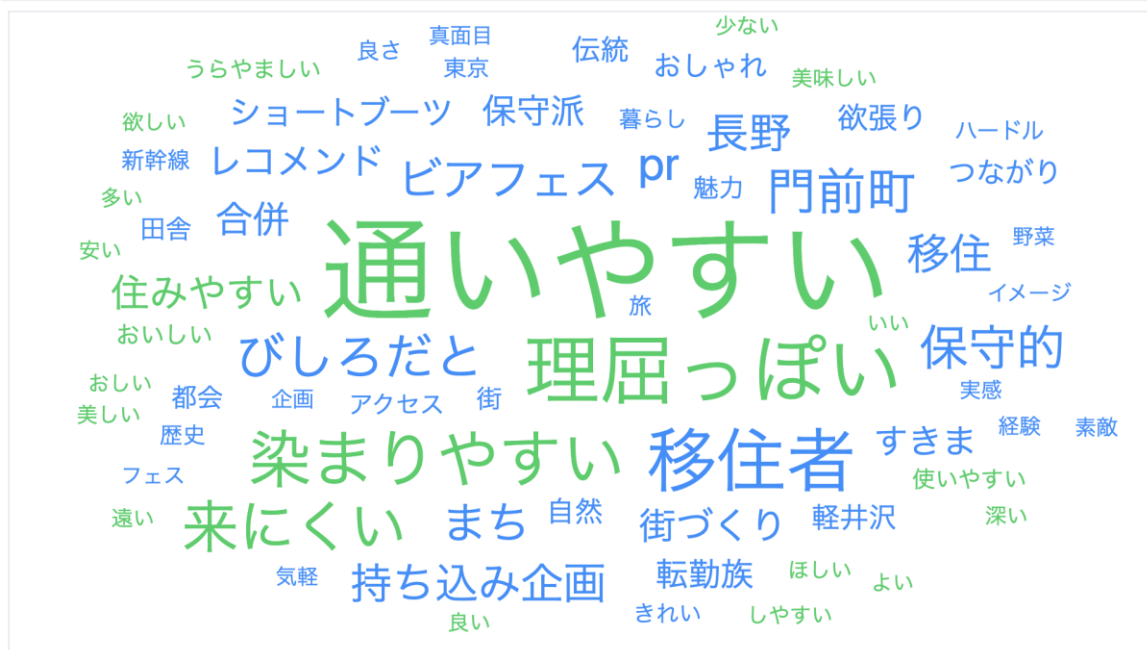 少ない
真面目
良さ
伝統
うらやましい
東京
おしゃれ
美味しい
ショートブーツ
保守派
暮らし
長野
欲張り
欲しい
ハードル
新幹線
レコメンド
ビアフェス
pr
魅力
門前町
つながり
多い
田舎
合併
安い
通いやすい
移住
野菜
住みやすい
旅
イメージ
おいしい
いい
びしろだと
理屈っぽい
保守的
おしい
都会
企画
アクセス
街
実感
美しい
歴史
染まりやすい
移住者
すきま
経験
素敵
フェス
使いやすい
遠い
来にくい
まち
自然
街づくり
軽井沢
深い
気軽
持ち込み企画
転勤族
ほしい
よい
良い
きれい
しやすい